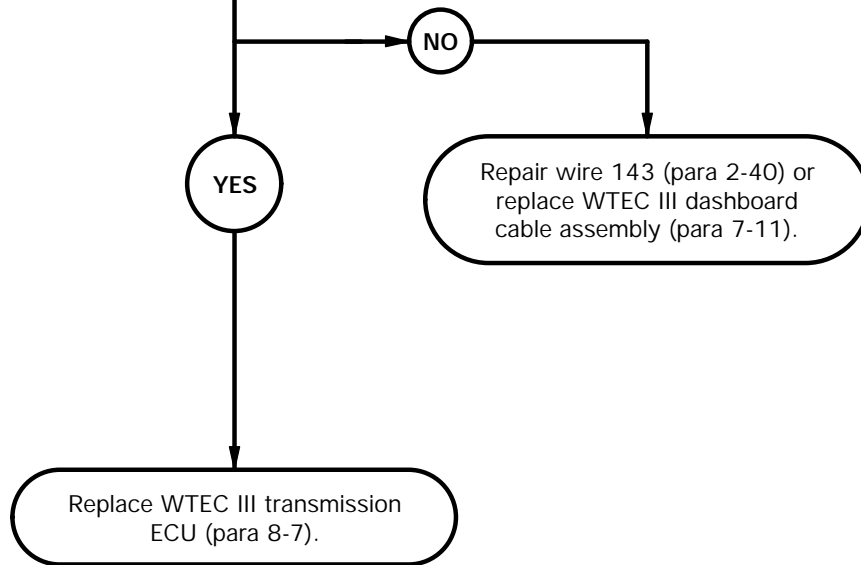 NO
YES
Repair wire 143 (para 2-40) or
replace WTEC III dashboard
cable assembly (para 7-11).
Replace WTEC III transmission
ECU (para 8-7).